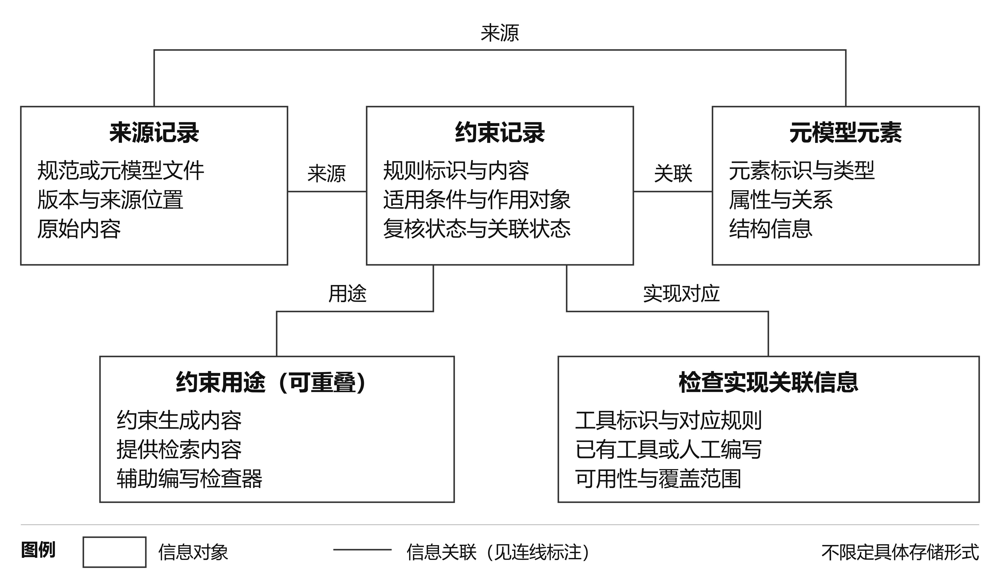 来源
来源记录
规范或元模型文件
版本与来源位置
原始内容
来源
约束记录
规则标识与内容
适用条件与作用对象
复核状态与关联状态
关联
元模型元素
元素标识与类型
属性与关系
结构信息
用途
实现对应
约束用途（可重叠）
约束生成内容
提供检索内容
辅助编写检查器
检查实现关联信息
工具标识与对应规则
已有工具或人工编写
可用性与覆盖范围
图例
信息对象
信息关联（见连线标注）
不限定具体存储形式